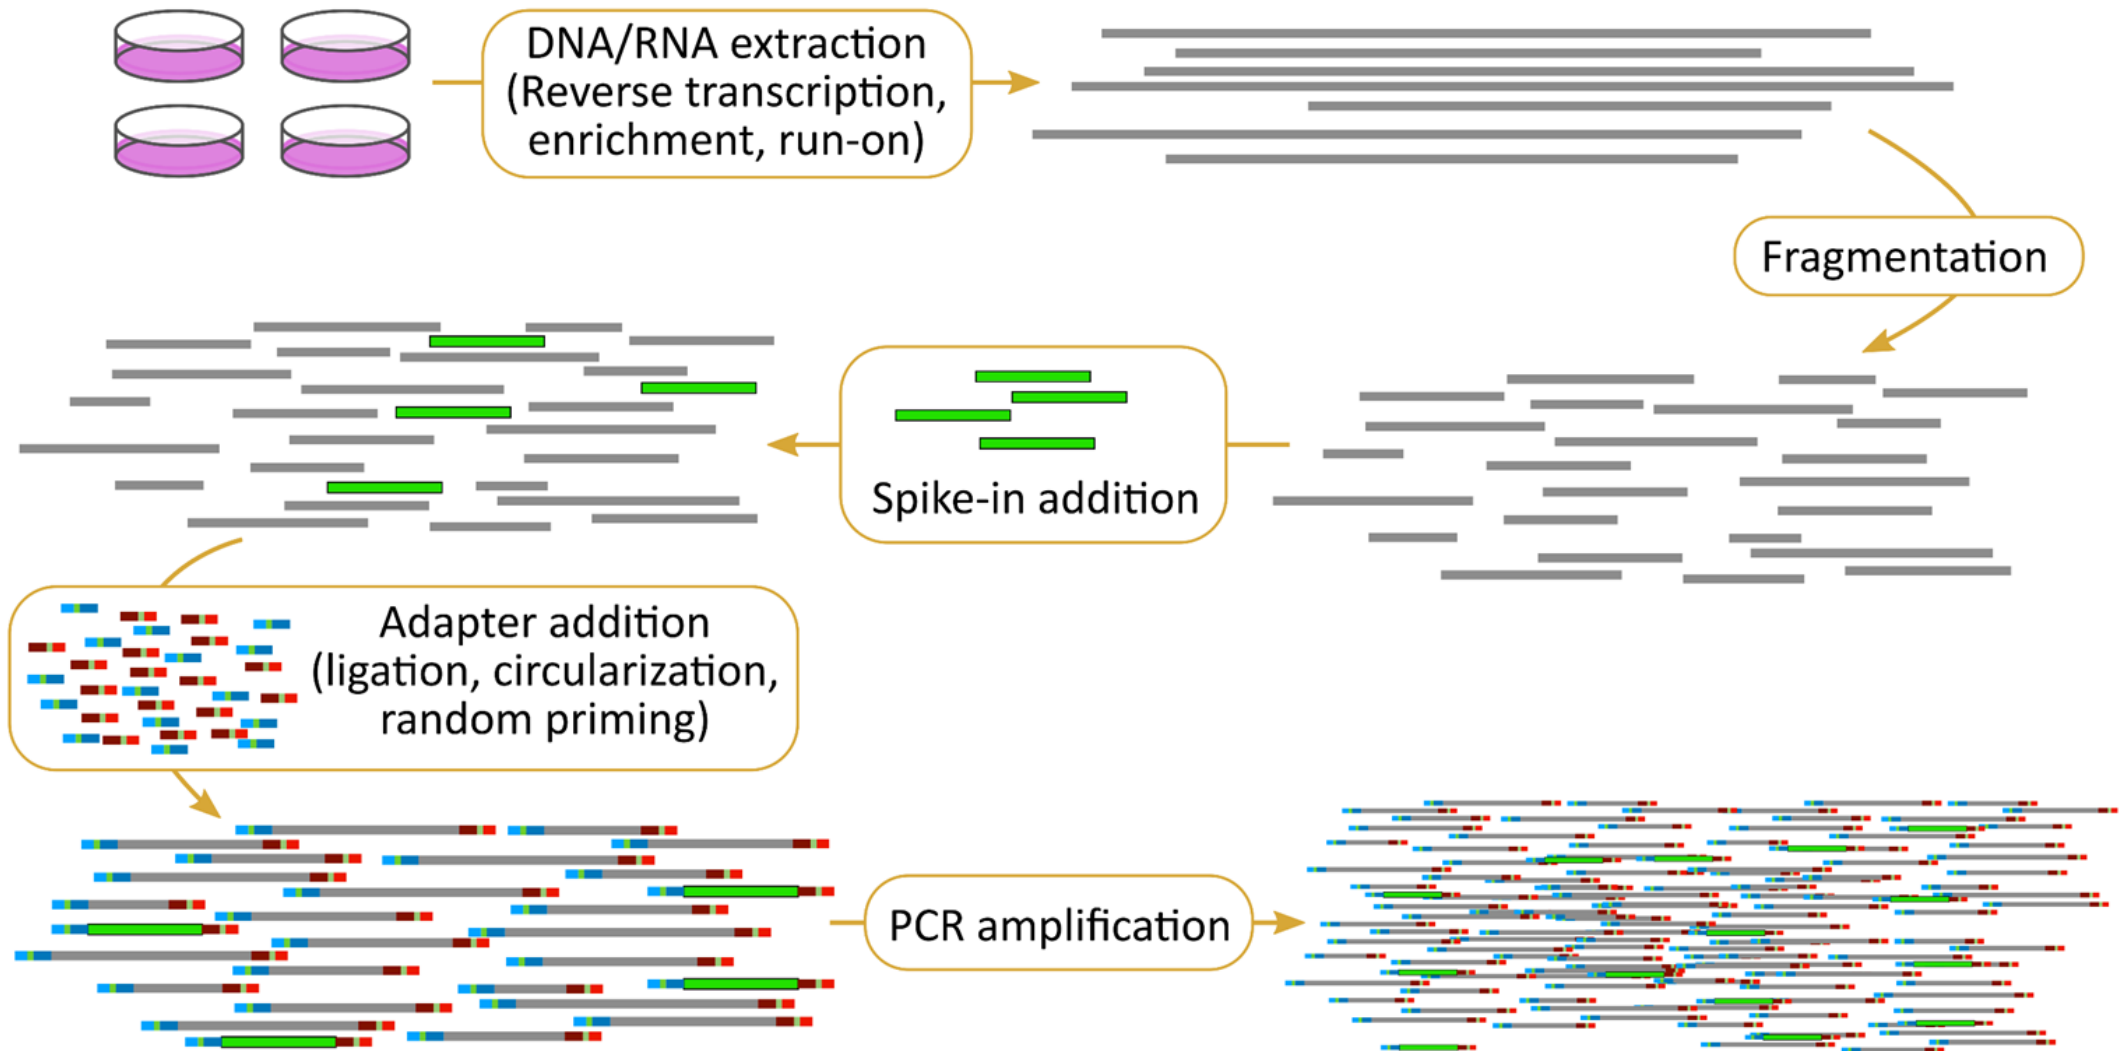 DNA/RNA extraction
(Reverse transcription,
enrichment, run-on)
Fragmentation
Spike-in addition
Adapter addition
(ligation, circularization,
random priming)
PCR amplification